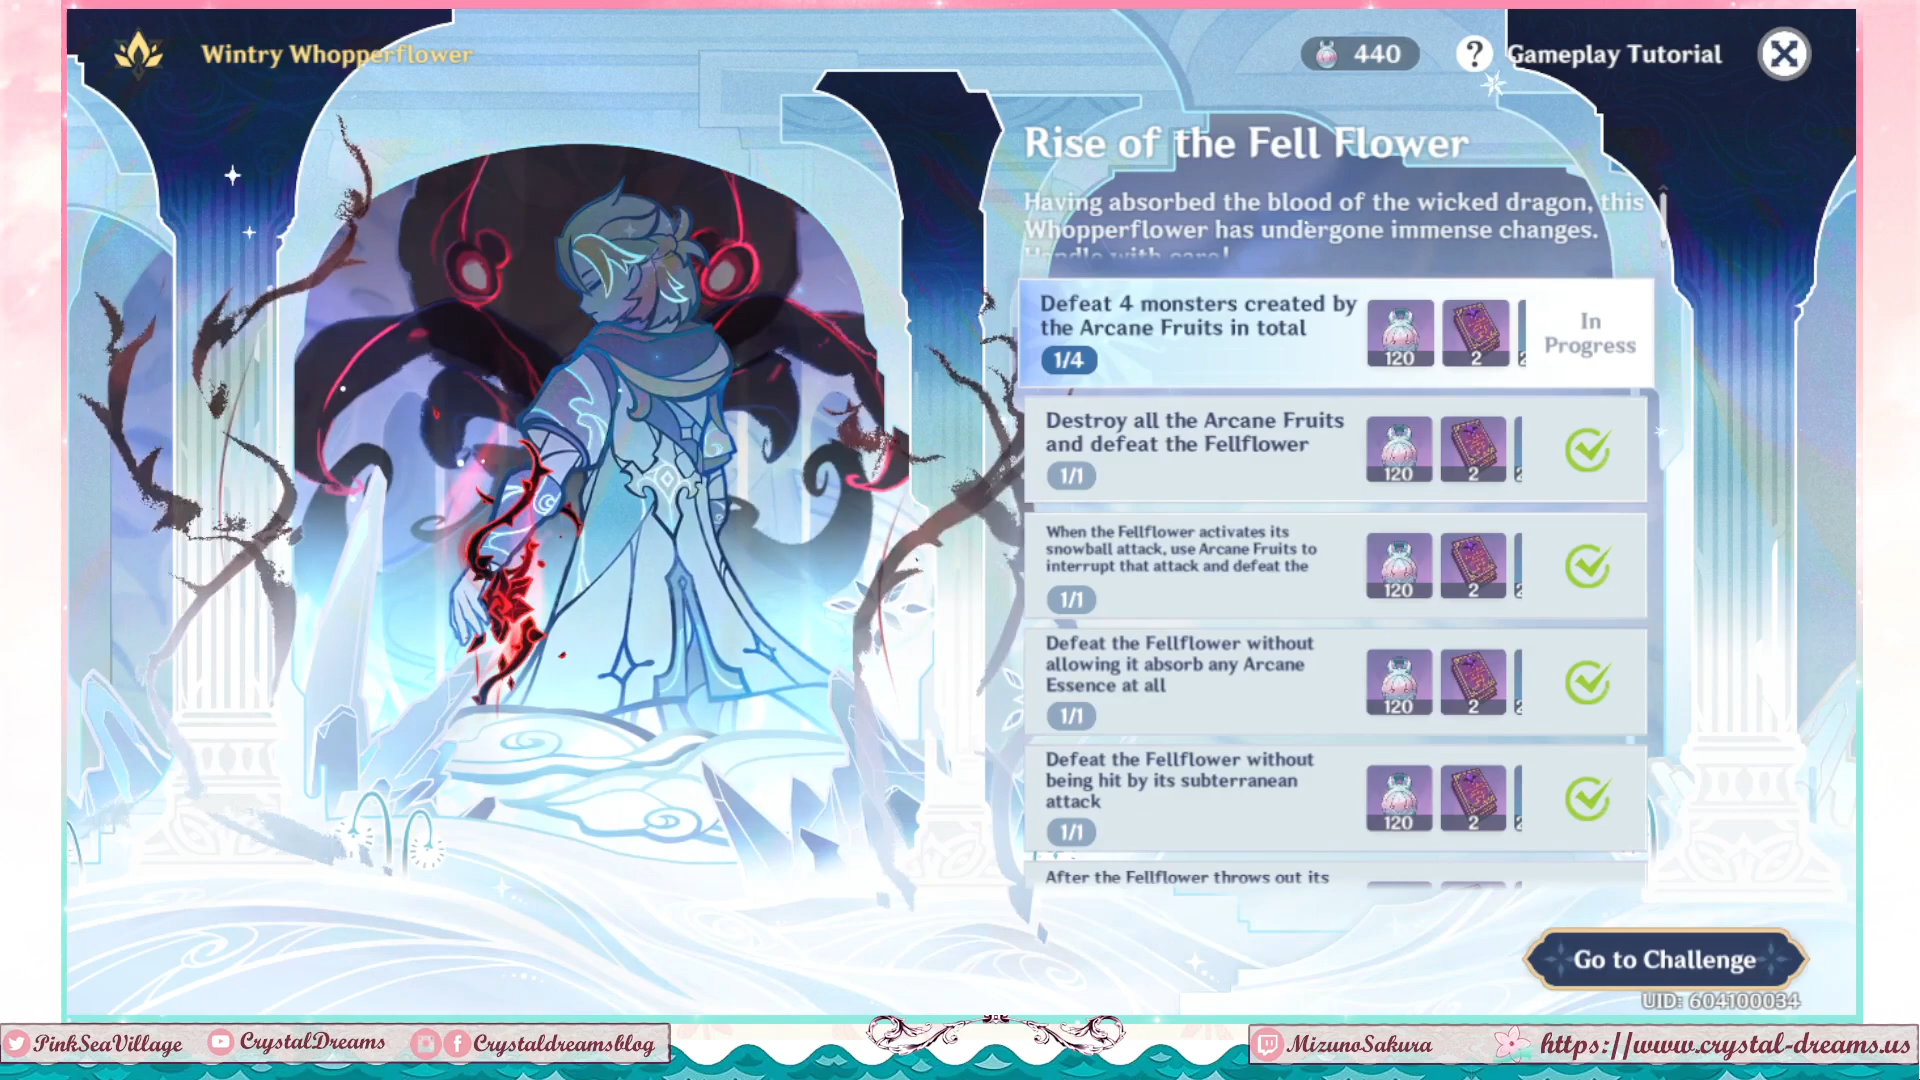 Wintry Whopperflower
440
? Gameplay Tutorial
Rise of the Fell Flower
Having absorbed the blood of the wicked dragon, this
Whopperflower has undergone immense changes.
Handle with care!
Defeat 4 monsters created by
the Arcane Fruits in total
1/4
120
2
In
Progress
Destroy all the Arcane Fruits
and defeat the Fellflower
1/1
120
2
When the Fellflower activates its
snowball attack, use Arcane Fruits to
interrupt that attack and defeat the
1/1
120
2
Defeat the Fellflower without
allowing it absorb any Arcane
Essence at all
1/1
120
2
Defeat the Fellflower without
being hit by its subterranean
attack
1/1
120
2
After the Fellflower throws out its
Go to Challenge
UID: 604100034
PinkSeaVillage
CrystalDreams
Crystaldreamsblog
MizunoSakura
https://www.crystal-dreams.us